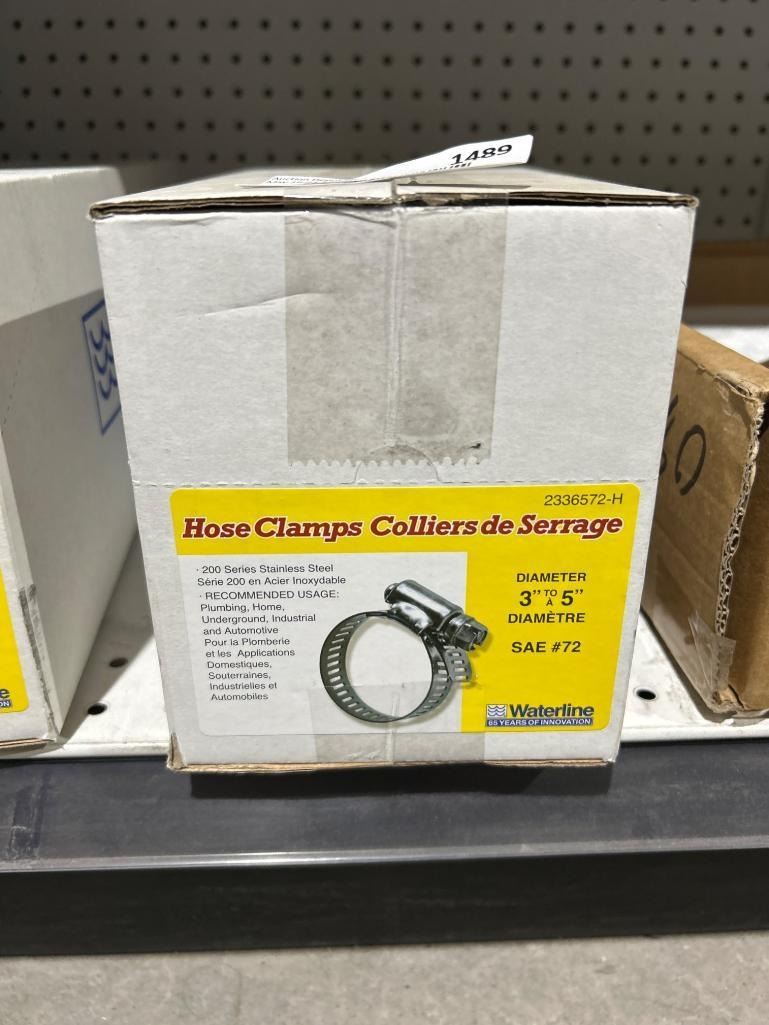 1489
2336572-H
Hose Clamps Colliers de Serrage
· 200 Series Stainless Steel
Série 200 en Acier Inoxydable
· RECOMMENDED USAGE:
Plumbing, Home,
Underground, Industrial
and Automotive
Pour la Plomberie
et les Applications
Domestiques,
Souterraines,
Industrielles et
Automobiles
DIAMETER
3" TO À 5"
DIAMÈTRE
SAE #72
Waterline
65 YEARS OF INNOVATION